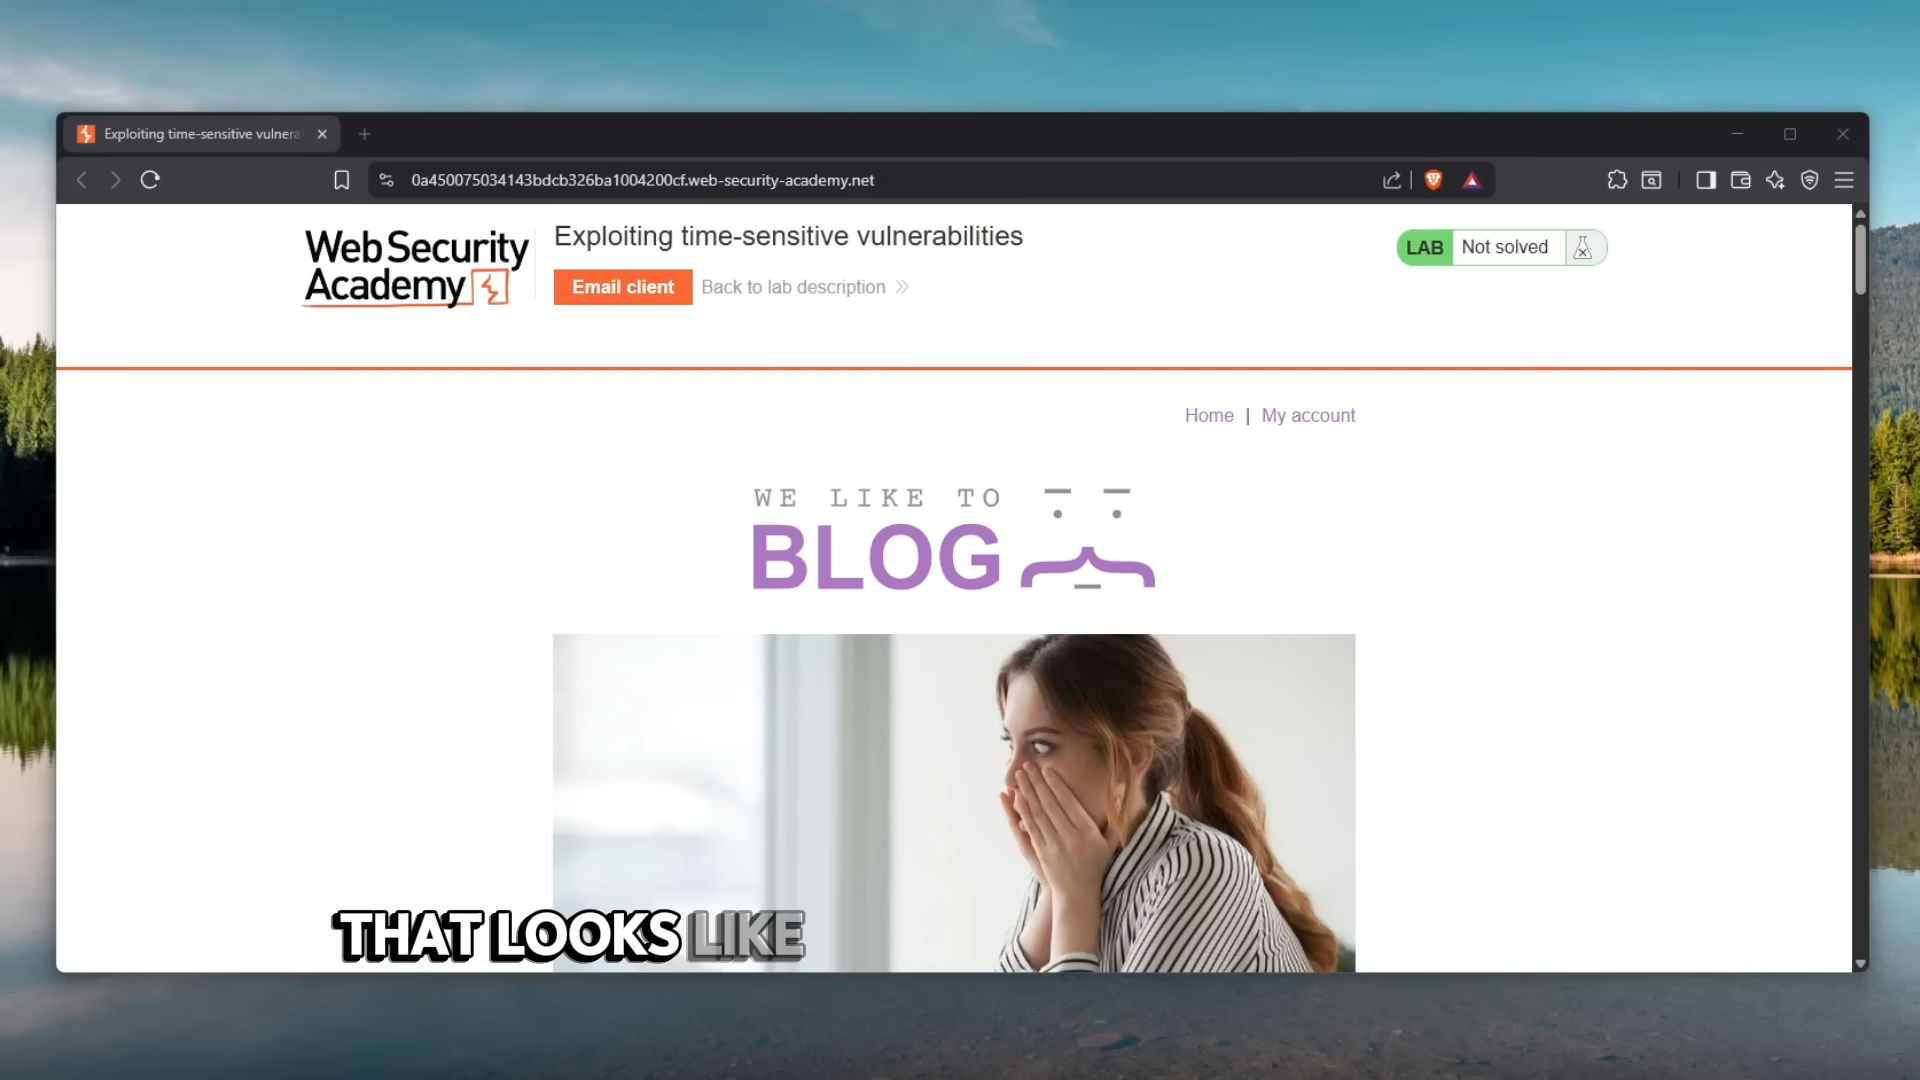 Exploiting time-sensitive vulnera
0a450075034143bdcb326ba1004200cf.web-security-academy.net
Web Security
Academy
Exploiting time-sensitive vulnerabilities
Email client
Back to lab description
LAB
Not solved
Home | My account
WE LIKE TO
BLOG
THAT LOOKS LIKE